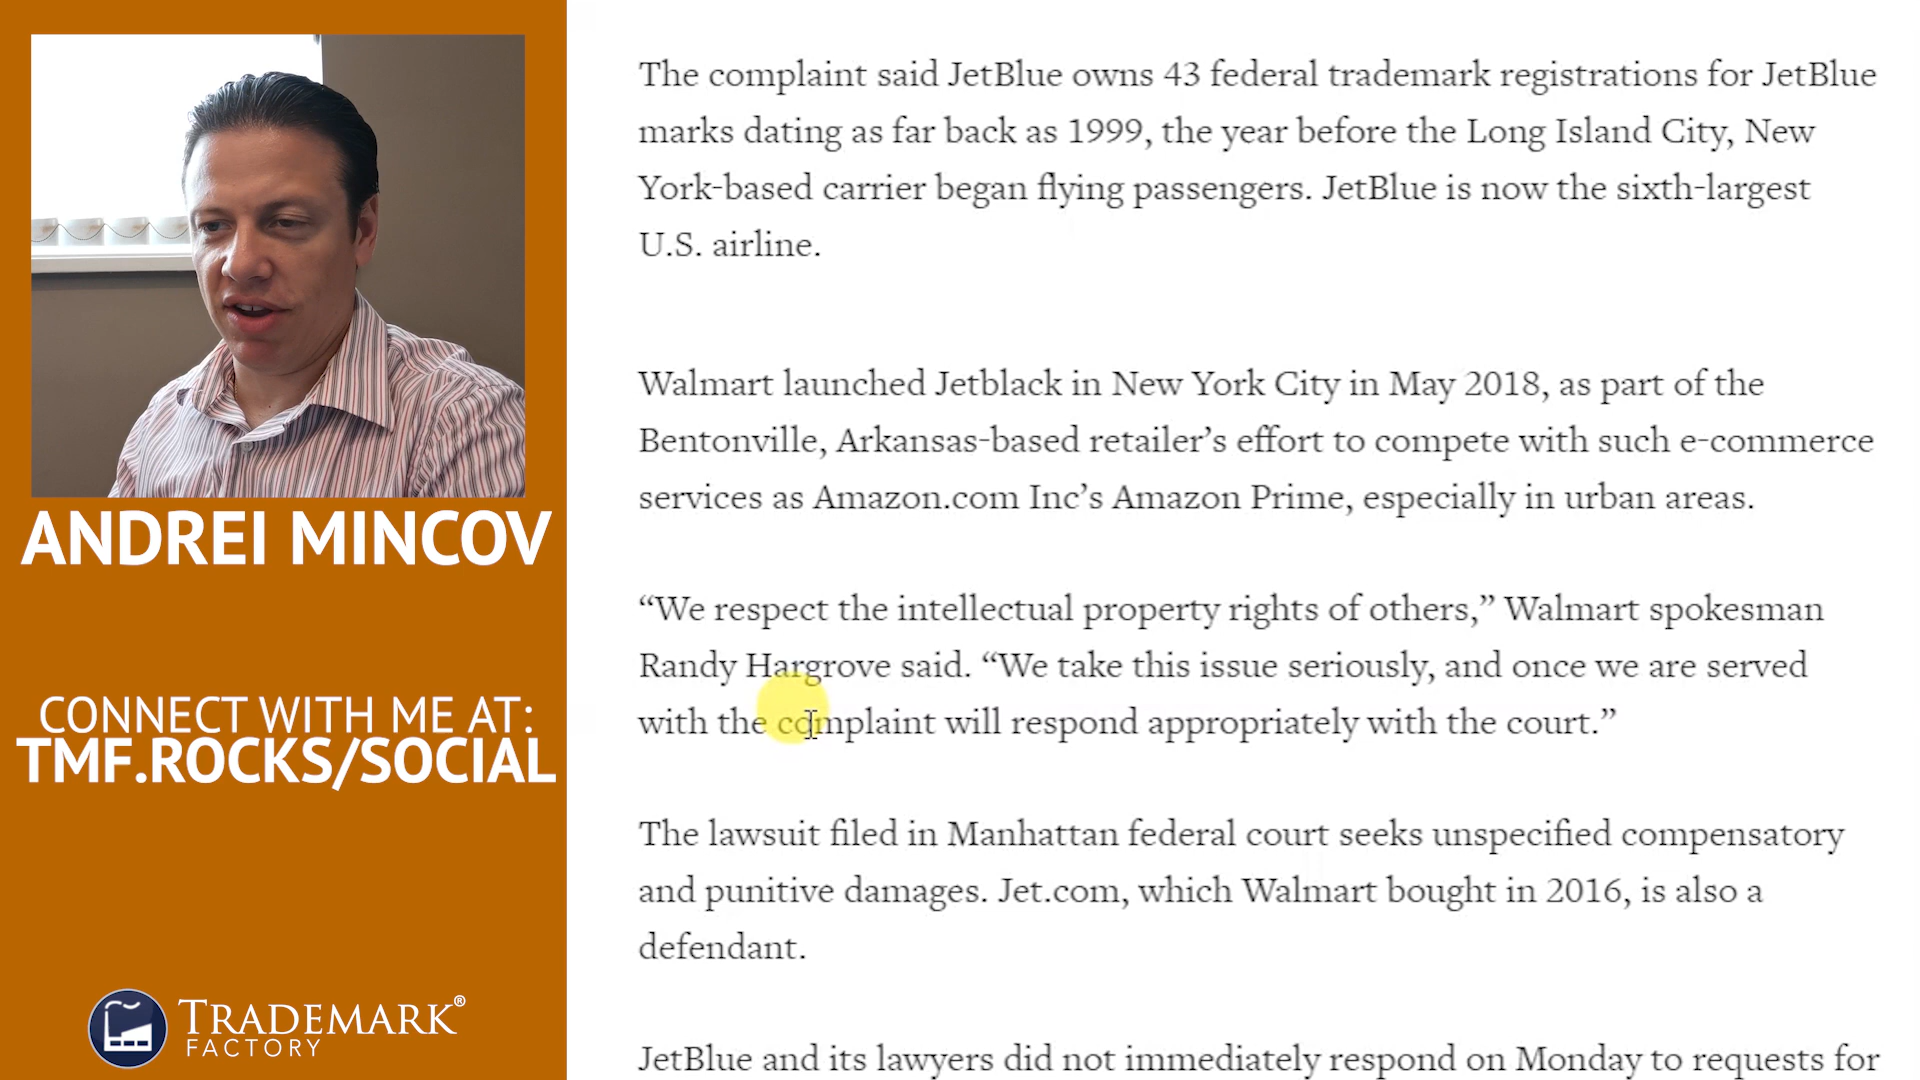 ANDREI MINCOV
CONNECT WITH ME AT:
TMF.ROCKS/SOCIAL
TRADEMARK®
FACTORY
The complaint said JetBlue owns 43 federal trademark registrations for JetBlue
marks dating as far back as 1999, the year before the Long Island City, New
York-based carrier began flying passengers. JetBlue is now the sixth-largest
U.S. airline.
Walmart launched Jetblack in New York City in May 2018, as part of the
Bentonville, Arkansas-based retailer’s effort to compete with such e-commerce
services as Amazon.com Inc’s Amazon Prime, especially in urban areas.
“We respect the intellectual property rights of others,” Walmart spokesman
Randy Hargrove said. “We take this issue seriously, and once we are served
with the complaint will respond appropriately with the court.”
The lawsuit filed in Manhattan federal court seeks unspecified compensatory
and punitive damages. Jet.com, which Walmart bought in 2016, is also a
defendant.
JetBlue and its lawyers did not immediately respond on Monday to requests for